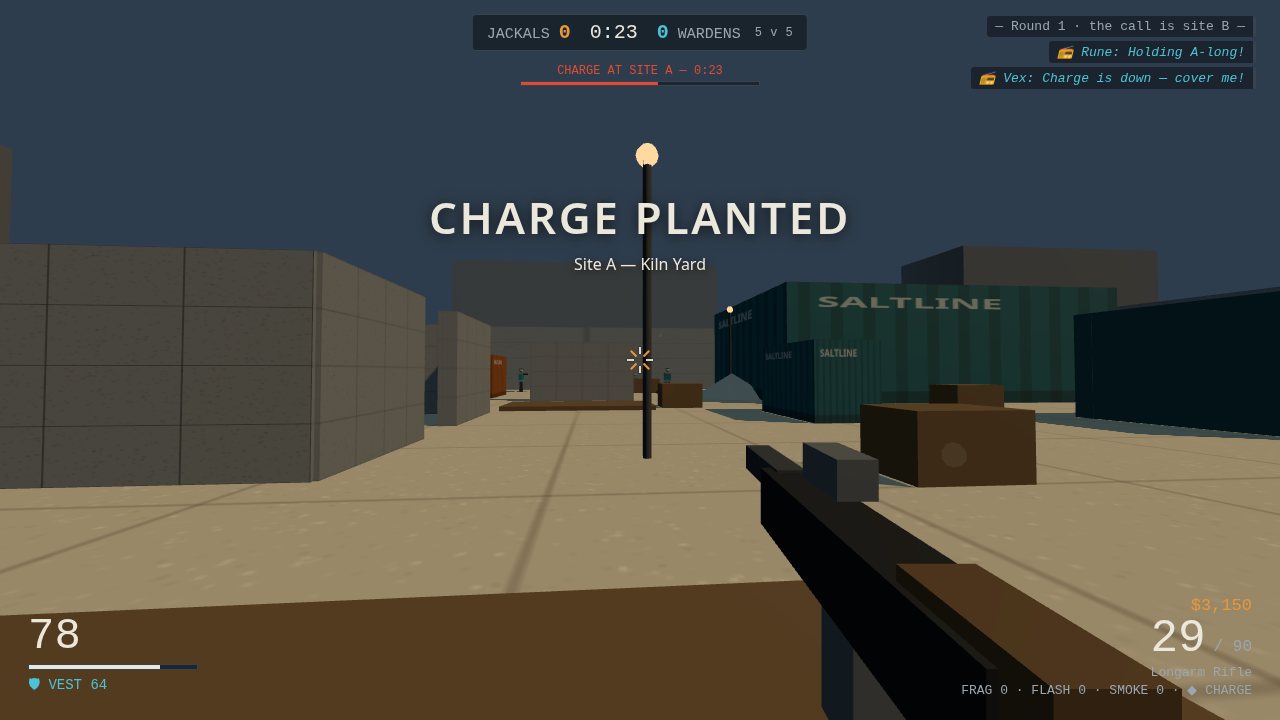 JACKALS 0 0:23 0 WARDENS 5 v 5
CHARGE AT SITE A — 0:23
— Round 1 · the call is site B —
Rune: Holding A-long!
Vex: Charge is down — cover me!
CHARGE PLANTED
Site A — Kiln Yard
SALTLINE
SALTLINE
SALTLINE
SALTLINE
78
VEST 64
$3,150
29 / 90
Longarm Rifle
FRAG 0 · FLASH 0 · SMOKE 0 · ◆ CHARGE